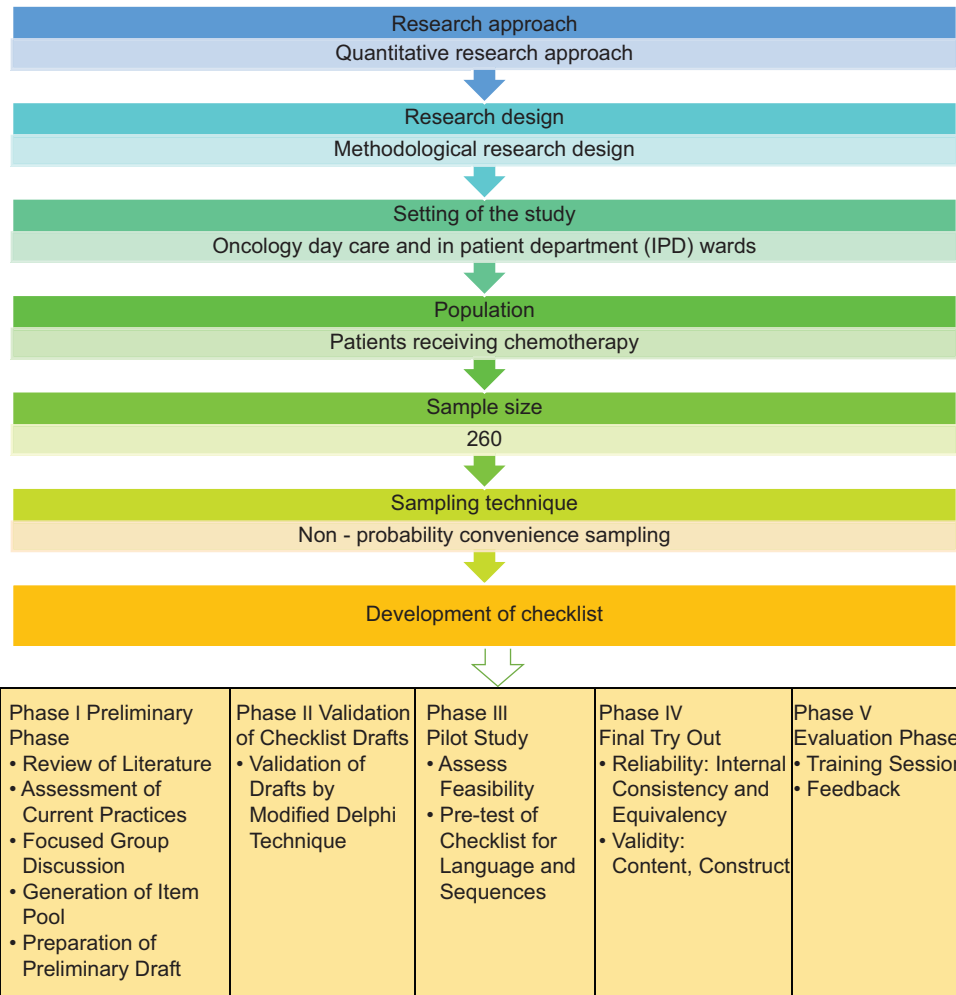 Research approach
Quantitative research approach
Research design
Methodological research design
Setting of the study
Oncology day care and in patient department (IPD) wards
Population
Patients receiving chemotherapy
Sample size
260
Sampling technique
Non - probability convenience sampling
Development of checklist
Phase I Preliminary
Phase
• Review of Literature
• Assessment of
Current Practices
• Focused Group
Discussion
• Generation of Item
Pool
• Preparation of
Preliminary Draft
Phase II Validation
of Checklist Drafts
• Validation of
Drafts by
Modified Delphi
Technique
Phase III
Pilot Study
• Assess
Feasibility
• Pre-test of
Checklist for
Language and
Sequences
Phase IV
Final Try Out
• Reliability: Internal
Consistency and
Equivalency
• Validity:
Content, Construct
Phase V
Evaluation Phase
• Training Session
• Feedback